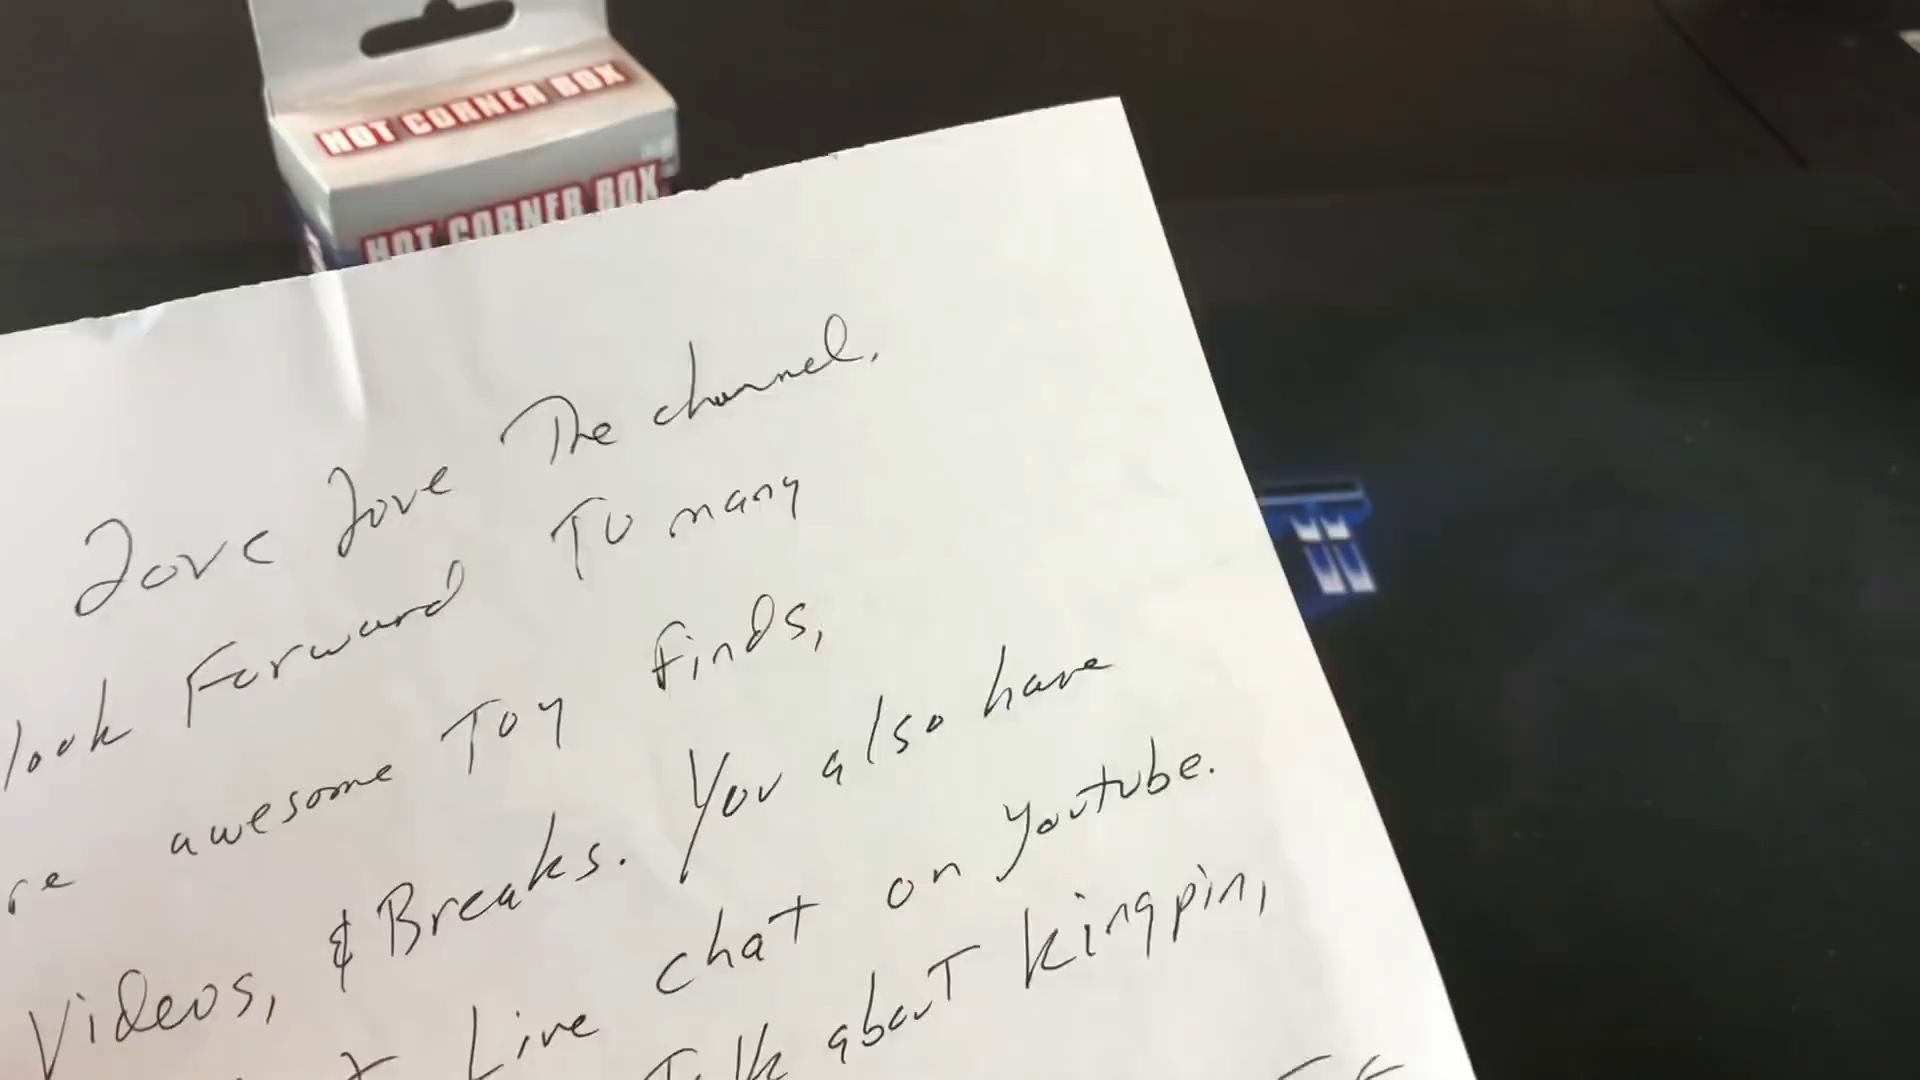 HOT CORNER BOX
HOT CORNER BOX
Love Love The channel.
look Forward To many
awesome Toy finds,
Videos, & Breaks. You also have
Live chat on Youtube.
Talk about kingpin,